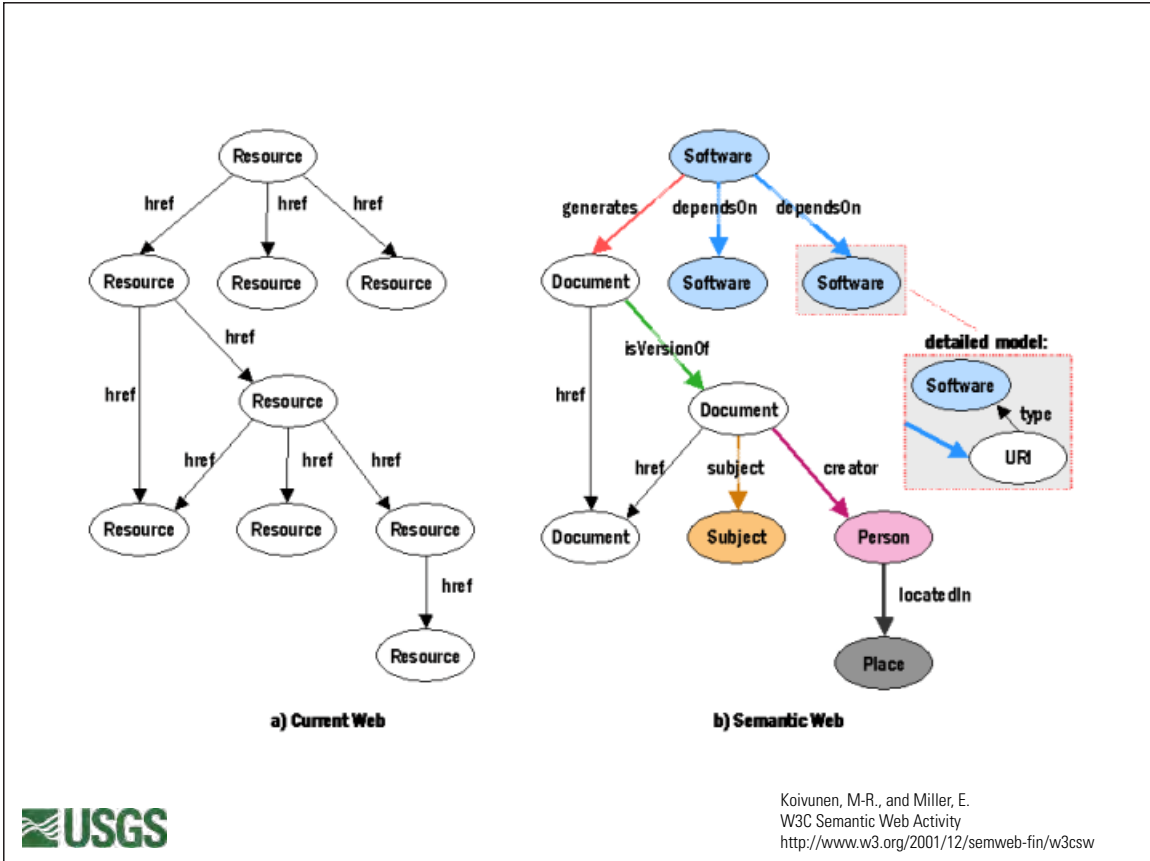 Resource
href
href
href
Resource
Resource
Resource
href
href
Resource
href
href
href
Resource
Resource
Resource
href
Resource
a) Current Web
Software
generates
dependsOn
dependsOn
Document
Software
Software
detailed model:
Software
type
URI
isVersionOf
href
Document
href
subject
creator
Document
Subject
Person
locatedIn
Place
b) Semantic Web
USGS
Koivunen, M-R., and Miller, E.
W3C Semantic Web Activity
http://www.w3.org/2001/12/semweb-fin/w3csw